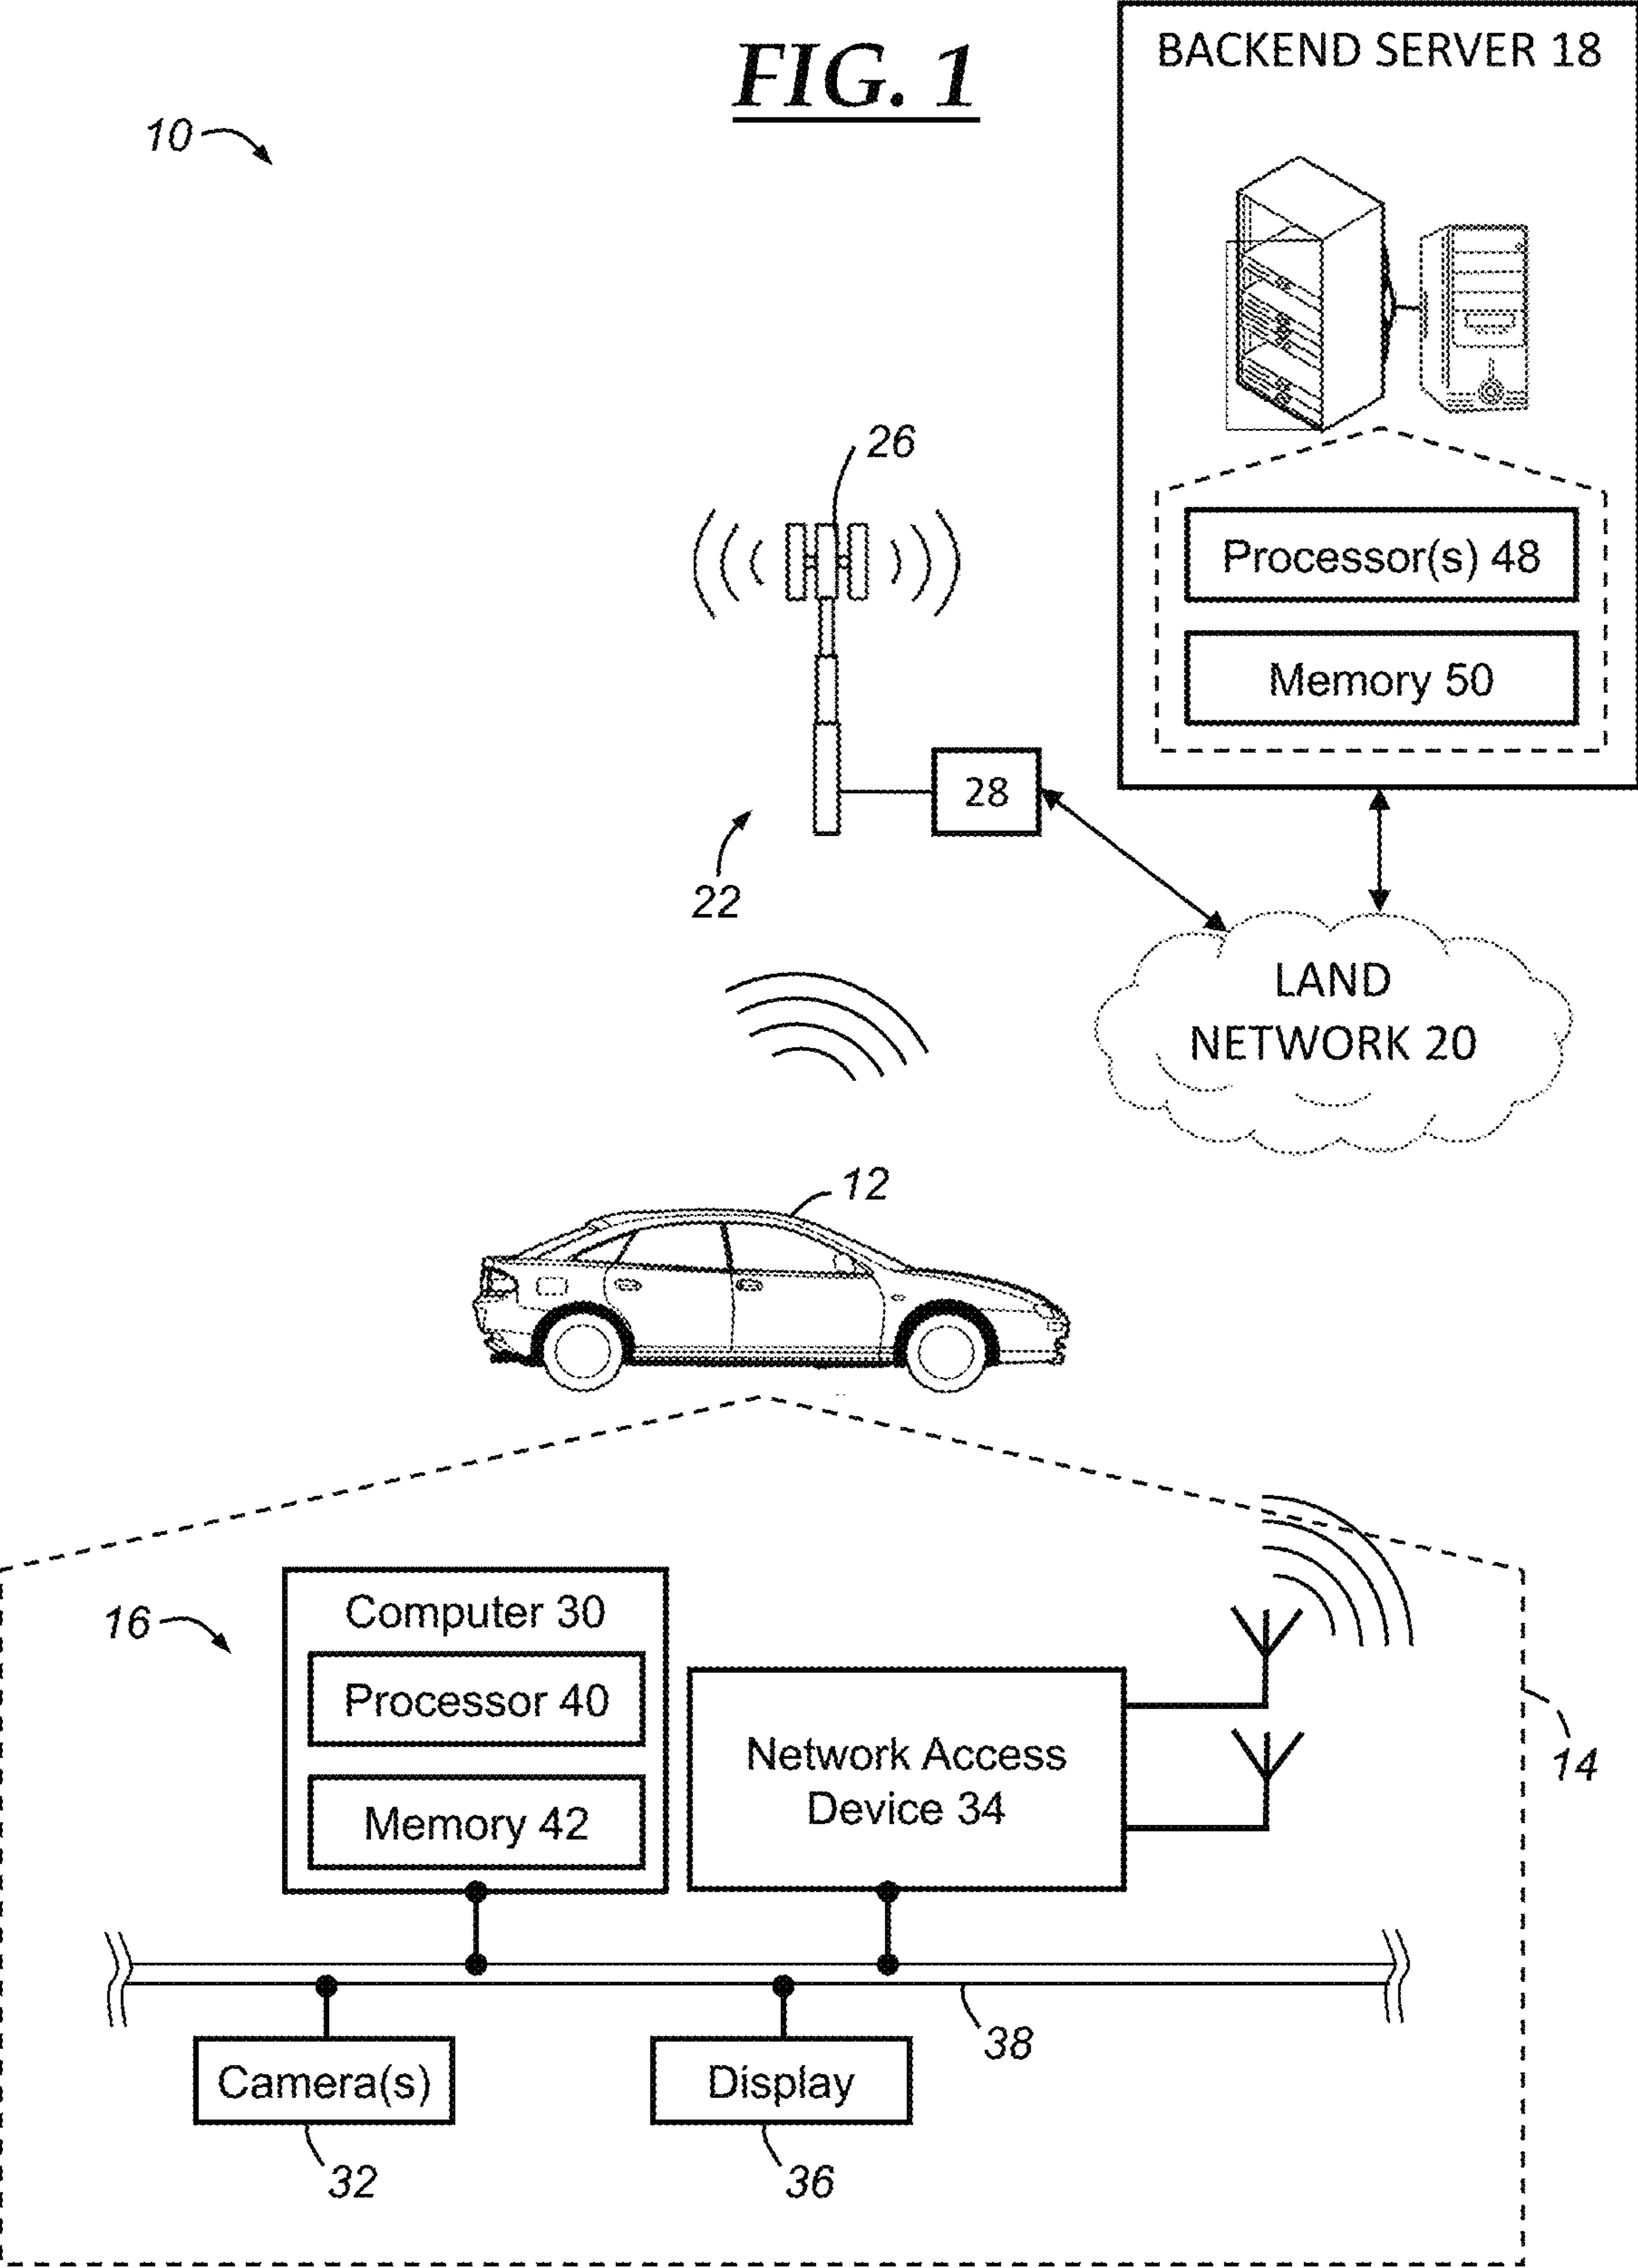 FIG. 1
BACKEND SERVER 18
10
26
Processor(s) 48
Memory 50
28
22
LAND
NETWORK 20
12
16
Computer 30
Processor 40
Memory 42
Network Access
Device 34
14
38
Camera(s)
Display
32
36